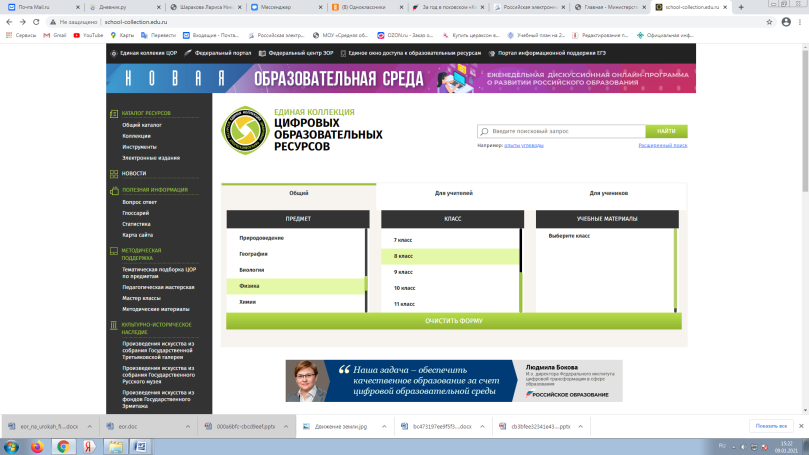 Почта Mail.ru
Дневник.ру
Шарахова Лариса Ник
Мессенджер
(8) Одноклассники
За год в псковском
Российская электрон
Главная - Министерс
school-collection.edu.ru
Не защищено school-collection.edu.ru
Сервисы
Gmail
YouTube
Карты
Перевести
Входящие - Почта...
Российская электр...
МОУ «Средняя об...
OZON.ru - Заказ о...
Купить церакson в...
Учебный план на 2...
Редактирование п...
Официальная инф...
Единая коллекция ЦОР
Федеральный портал
Федеральный центр ЭОР
Единое окно доступа к образовательным ресурсам
Портал информационной поддержки ЕГЭ
НОВАЯ ОБРАЗОВАТЕЛЬНАЯ СРЕДА
ЕЖЕНЕДЕЛЬНАЯ ДИСКУССИОННАЯ ОНЛАЙН-ПРОГРАММА
О РАЗВИТИИ РОССИЙСКОГО ОБРАЗОВАНИЯ
КАТАЛОГ РЕСУРСОВ
Общий каталог
Коллекции
Инструменты
Электронные издания
НОВОСТИ
ПОЛЕЗНАЯ ИНФОРМАЦИЯ
Вопрос ответ
Глоссарий
Статистика
Карта сайта
МЕТОДИЧЕСКАЯ
ПОДДЕРЖКА
Тематическая подборка ЦОР
по предметам
Педагогическая мастерская
Мастер классы
Методические материалы
КУЛЬТУРНО-ИСТОРИЧЕСКОЕ
НАСЛЕДИЕ
Произведения искусства из
собрания Государственной
Третьяковской галереи
Произведения искусства из
собрания Государственного
Русского музея
Произведения искусства из
фондов Государственного
Эрмитажа
ЕДИНАЯ КОЛЛЕКЦИЯ
ЦИФРОВЫХ
ОБРАЗОВАТЕЛЬНЫХ
РЕСУРСОВ
Введите поисковый запрос
НАЙТИ
Например: опыты углеводы
Расширенный поиск
Общий
Для учителей
Для учеников
ПРЕДМЕТ
Природоведение
География
Биология
Физика
Химия
КЛАСС
7 класс
8 класс
9 класс
10 класс
11 класс
УЧЕБНЫЕ МАТЕРИАЛЫ
Выберите класс
ОЧИСТИТЬ ФОРМУ
“ Наша задача – обеспечить
качественное образование за счет
цифровой образовательной среды
Людмила Бокова
И.о. директора Федерального института
цифровой трансформации в сфере
образования
РОССИЙСКОЕ ОБРАЗОВАНИЕ
eor_na_urokah_fi....docx
eor.doc
000a6bfc-cbcd9eef.pptx
Движение земли.jpg
bc473197ee9f5f5....docx
cb3bfee32341e43....pptx
Показать все
RU
15:22
09.01.2021